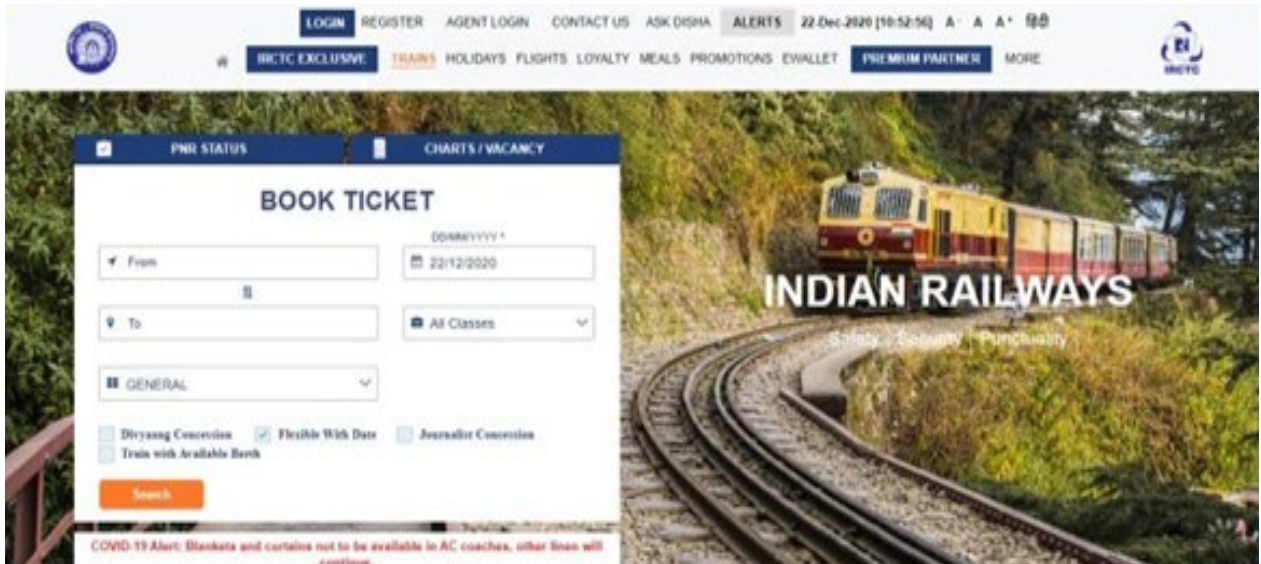 LOGIN REGISTER AGENT LOGIN CONTACT US ASK DISHA ALERTS 22-Dec-2020 [10:52:56] A- A A+ हिंदी
IRCTC EXCLUSIVE TRAINS HOLIDAYS FLIGHTS LOYALTY MEALS PROMOTIONS EWALLET PREMIUM PARTNER MORE
IRCTC
PNR STATUS
CHARTS / VACANCY
BOOK TICKET
DD/MM/YYYY *
From
22/12/2020
To
All Classes
GENERAL
Divyaang Concession Flexible With Date Journalist Concession
Train with Available Berth
Search
COVID-19 Alert: Blankets and curtains not to be available in AC coaches, other linen will
continue
INDIAN RAILWAYS
Safety | Security | Punctuality